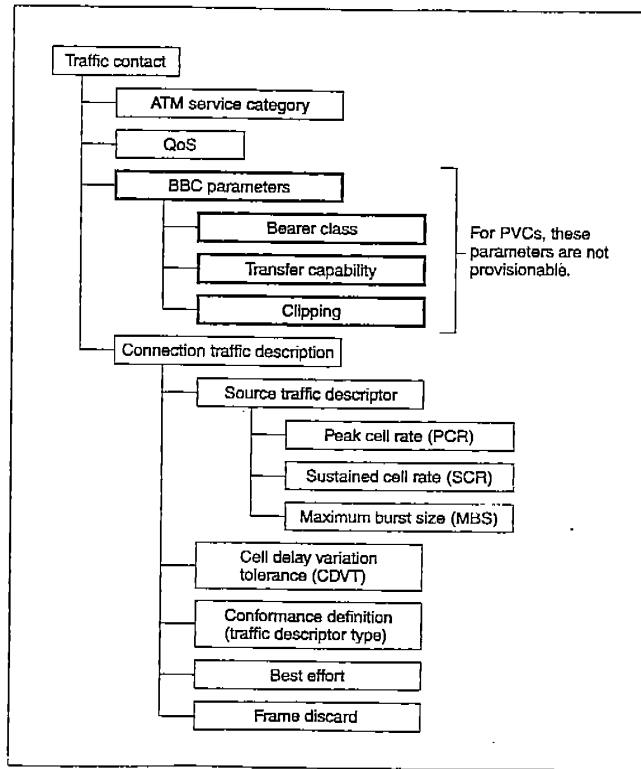 Traffic contact
ATM service category
QoS
BBC parameters
Bearer class
Transfer capability
Clipping
For PVCs, these
parameters are not
provisionable.
Connection traffic description
Source traffic descriptor
Peak cell rate (PCR)
Sustained cell rate (SCR)
Maximum burst size (MBS)
Cell delay variation
tolerance (CDVT)
Conformance definition
(traffic descriptor type)
Best effort
Frame discard